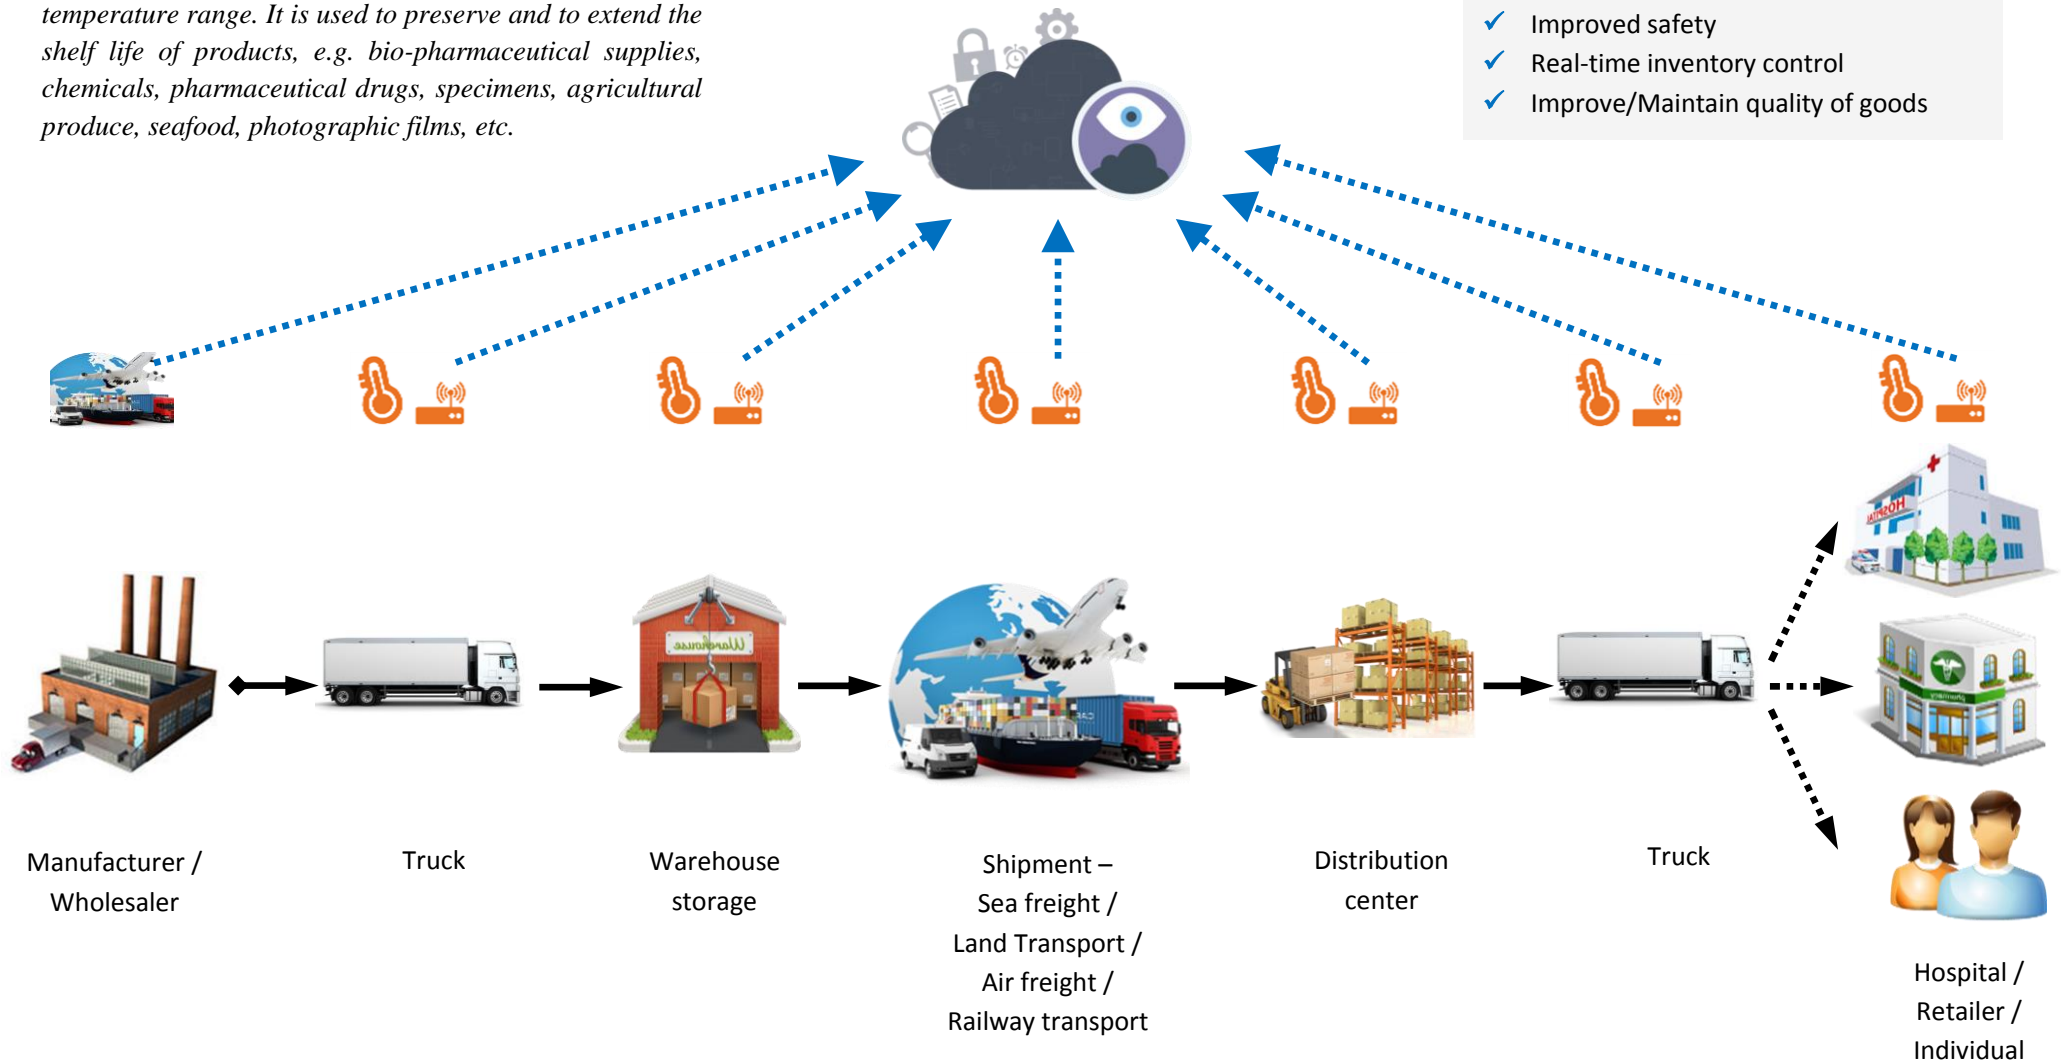 temperature range. It is used to preserve and to extend the
shelf life of products, e.g. bio-pharmaceutical supplies,
chemicals, pharmaceutical drugs, specimens, agricultural
produce, seafood, photographic films, etc.
✓ Improved safety
✓ Real-time inventory control
✓ Improve/Maintain quality of goods
HOSPITAL
Warehouse
pharmacy
Manufacturer /
Wholesaler
Truck
Warehouse
storage
Shipment –
Sea freight /
Land Transport /
Air freight /
Railway transport
Distribution
center
Truck
Hospital /
Retailer /
Individual